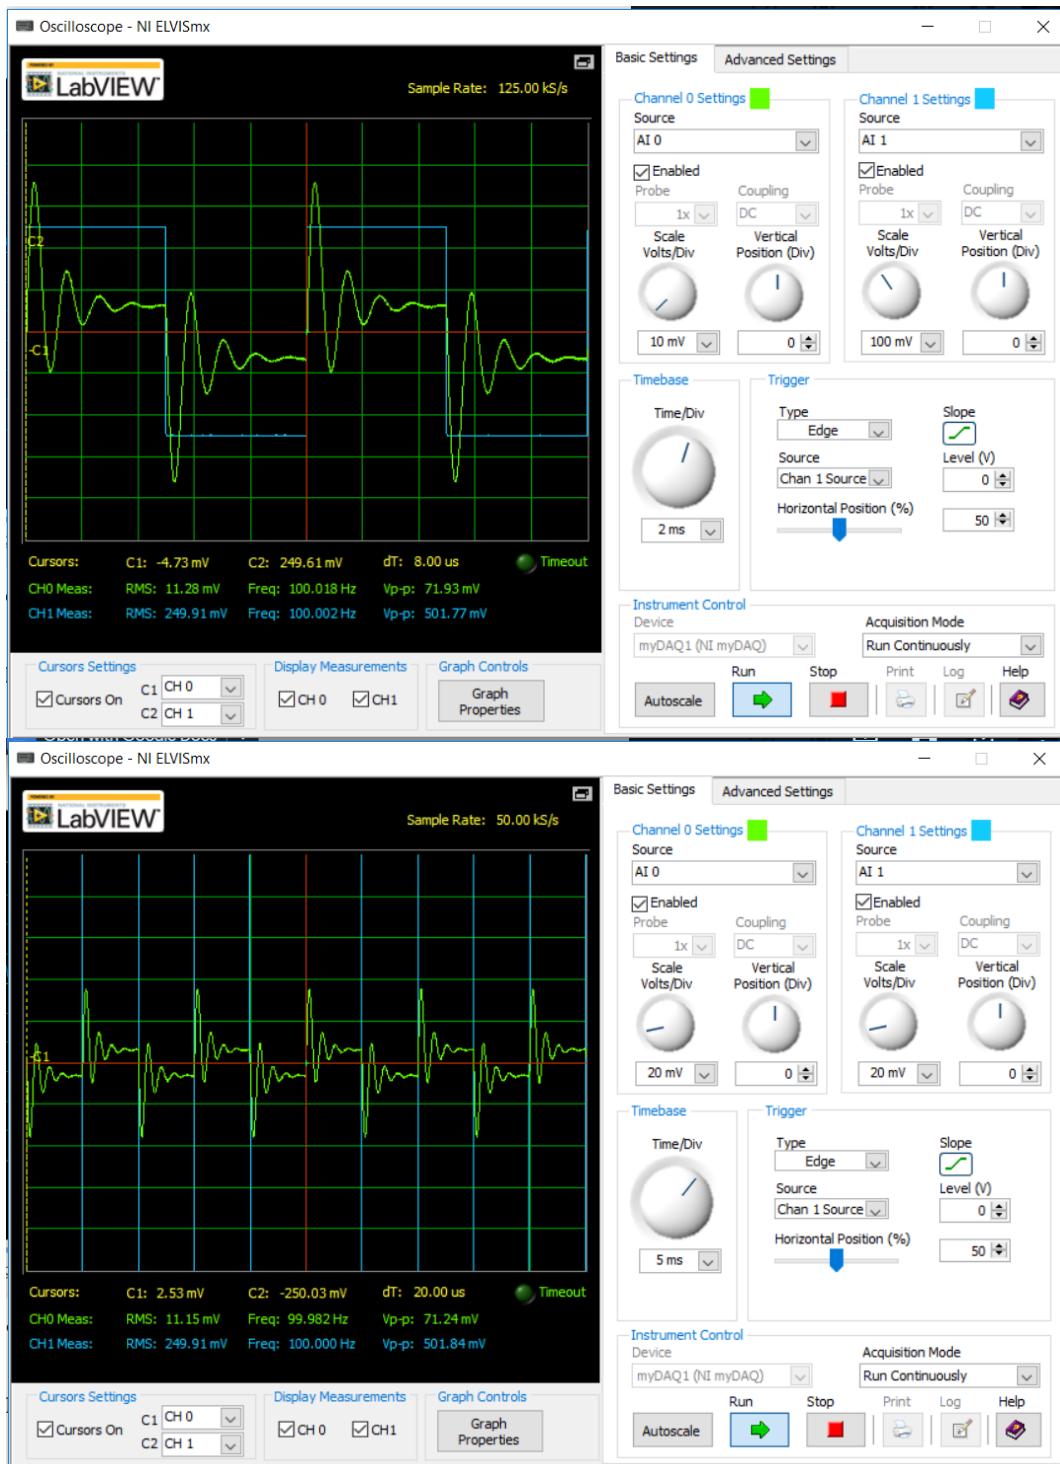 Oscilloscope - NI ELVISmx
POWERED BY
NATIONAL INSTRUMENTS
LabVIEW™
Sample Rate: 125.00 kS/s
C2
-C1
Cursors: C1: -4.73 mV C2: 249.61 mV dT: 8.00 us Timeout
CH0 Meas: RMS: 11.28 mV Freq: 100.018 Hz Vp-p: 71.93 mV
CH1 Meas: RMS: 249.91 mV Freq: 100.002 Hz Vp-p: 501.77 mV
Cursors Settings
Cursors On
C1 CH 0
C2 CH 1
Display Measurements
CH 0 CH1
Graph Controls
Graph
Properties
Basic Settings Advanced Settings
Channel 0 Settings
Source
AI 0
Enabled
Probe Coupling
1x DC
Scale Vertical
Volts/Div Position (Div)
10 mV 0
Channel 1 Settings
Source
AI 1
Enabled
Probe Coupling
1x DC
Scale Vertical
Volts/Div Position (Div)
100 mV 0
Timebase
Time/Div
2 ms
Trigger
Type Slope
Edge
Source Level (V)
Chan 1 Source 0
Horizontal Position (%)
50
Instrument Control
Device Acquisition Mode
myDAQ1 (NI myDAQ) Run Continuously
Run Stop Print Log Help
Autoscale
Oscilloscope - NI ELVISmx
POWERED BY
NATIONAL INSTRUMENTS
LabVIEW™
Sample Rate: 50.00 kS/s
-C1
Cursors: C1: 2.53 mV C2: -250.03 mV dT: 20.00 us Timeout
CH0 Meas: RMS: 11.15 mV Freq: 99.982 Hz Vp-p: 71.24 mV
CH1 Meas: RMS: 249.91 mV Freq: 100.000 Hz Vp-p: 501.84 mV
Cursors Settings
Cursors On
C1 CH 0
C2 CH 1
Display Measurements
CH 0 CH1
Graph Controls
Graph
Properties
Basic Settings Advanced Settings
Channel 0 Settings
Source
AI 0
Enabled
Probe Coupling
1x DC
Scale Vertical
Volts/Div Position (Div)
20 mV 0
Channel 1 Settings
Source
AI 1
Enabled
Probe Coupling
1x DC
Scale Vertical
Volts/Div Position (Div)
20 mV 0
Timebase
Time/Div
5 ms
Trigger
Type Slope
Edge
Source Level (V)
Chan 1 Source 0
Horizontal Position (%)
50
Instrument Control
Device Acquisition Mode
myDAQ1 (NI myDAQ) Run Continuously
Run Stop Print Log Help
Autoscale